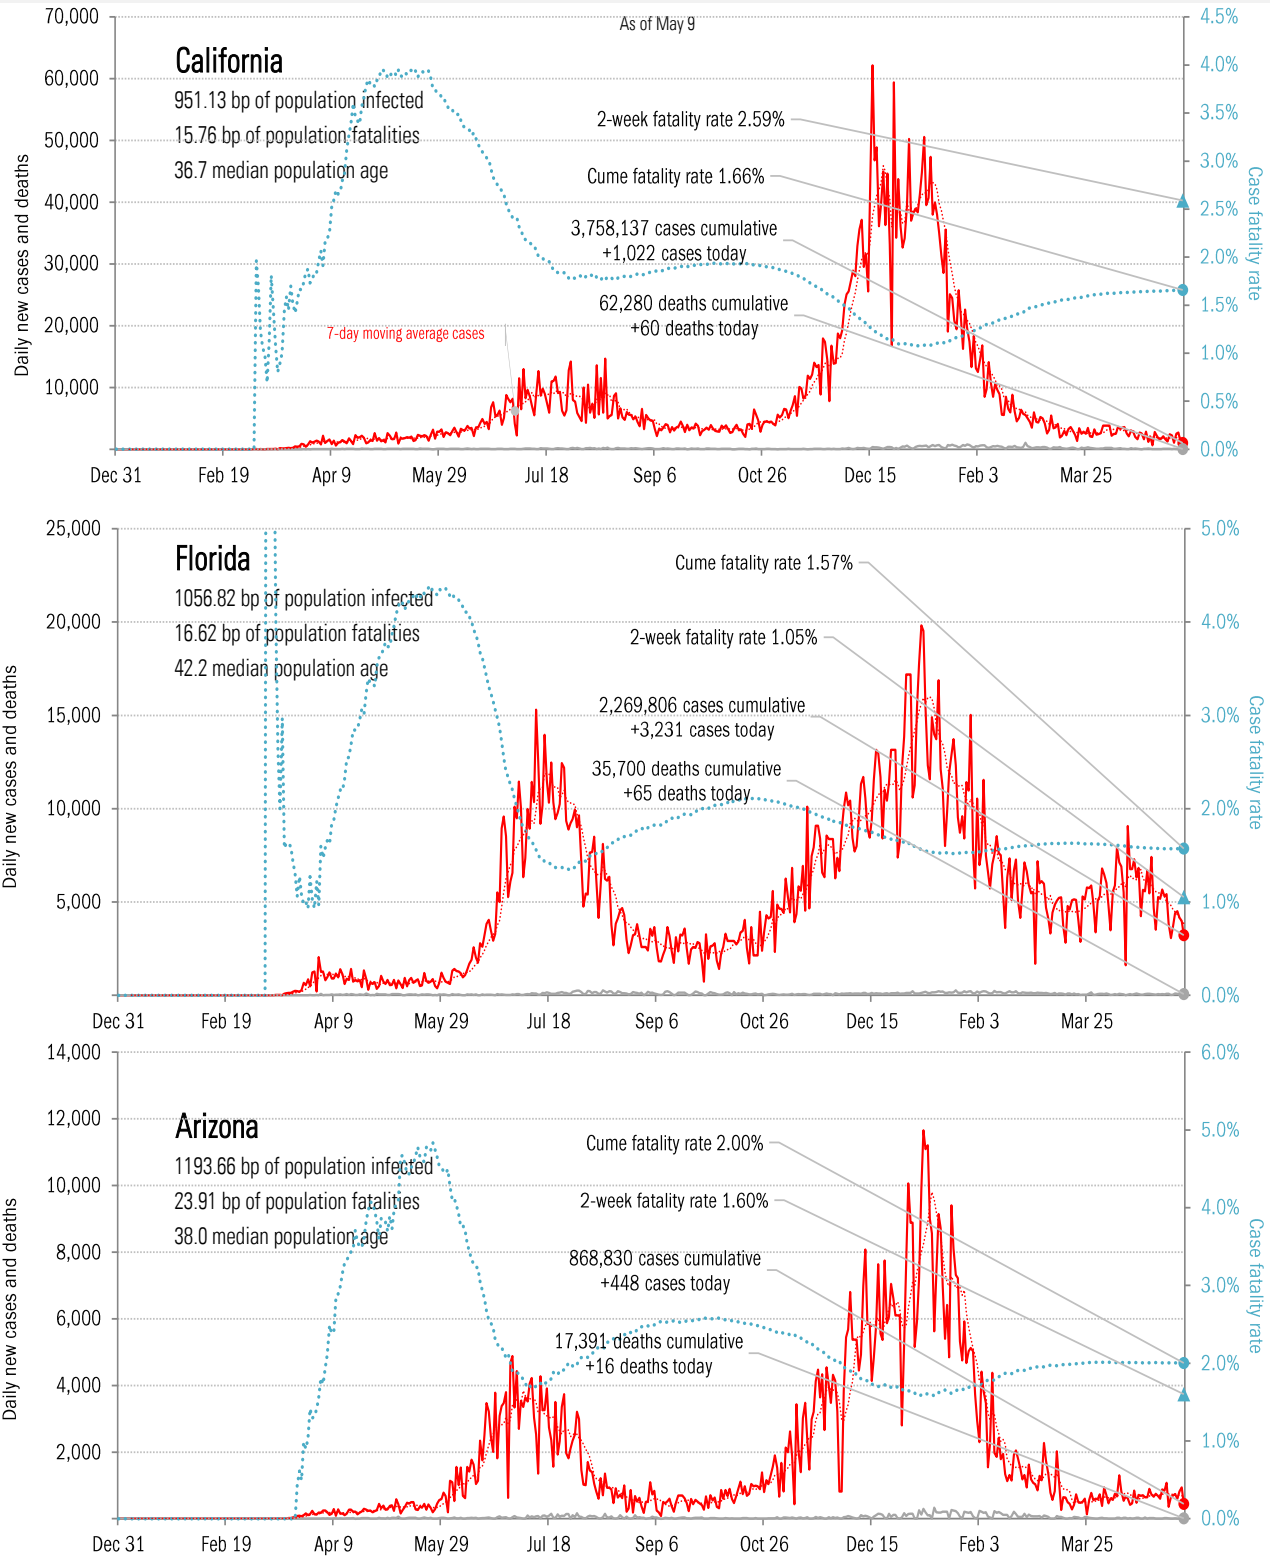 As of May 9
70,000
60,000
50,000
40,000
30,000
20,000
10,000
4.5%
4.0%
3.5%
3.0%
2.5%
2.0%
1.5%
1.0%
0.5%
0.0%
Daily new cases and deaths
Case fatality rate
California
951.13 bp of population infected
15.76 bp of population fatalities
36.7 median population age
2-week fatality rate 2.59%
Cume fatality rate 1.66%
3,758,137 cases cumulative
+1,022 cases today
62,280 deaths cumulative
+60 deaths today
7-day moving average cases
Dec 31
Feb 19
Apr 9
May 29
Jul 18
Sep 6
Oct 26
Dec 15
Feb 3
Mar 25
25,000
20,000
15,000
10,000
5,000
5.0%
4.0%
3.0%
2.0%
1.0%
0.0%
Daily new cases and deaths
Case fatality rate
Florida
1056.82 bp of population infected
16.62 bp of population fatalities
42.2 median population age
Cume fatality rate 1.57%
2-week fatality rate 1.05%
2,269,806 cases cumulative
+3,231 cases today
35,700 deaths cumulative
+65 deaths today
Dec 31
Feb 19
Apr 9
May 29
Jul 18
Sep 6
Oct 26
Dec 15
Feb 3
Mar 25
14,000
12,000
10,000
8,000
6,000
4,000
2,000
6.0%
5.0%
4.0%
3.0%
2.0%
1.0%
0.0%
Daily new cases and deaths
Case fatality rate
Arizona
1193.66 bp of population infected
23.91 bp of population fatalities
38.0 median population age
Cume fatality rate 2.00%
2-week fatality rate 1.60%
868,830 cases cumulative
+448 cases today
17,391 deaths cumulative
+16 deaths today
Dec 31
Feb 19
Apr 9
May 29
Jul 18
Sep 6
Oct 26
Dec 15
Feb 3
Mar 25